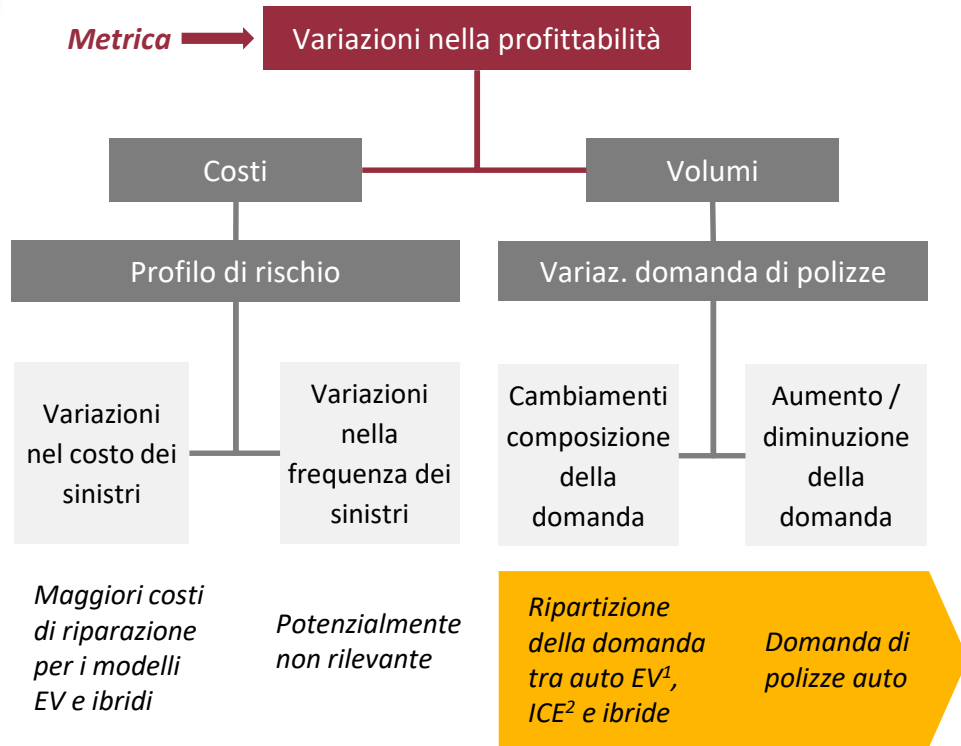 Metrica
Variazioni nella profittabilità
Costi
Volumi
Profilo di rischio
Variaz. domanda di polizze
Variazioni
nel costo dei
sinistri
Variazioni
nella
frequenza dei
sinistri
Cambiamenti
composizione
della
domanda
Aumento /
diminuzione
della
domanda
Maggiori costi
di riparazione
per i modelli
EV e ibridi
Potenzialmente
non rilevante
Ripartizione
della domanda
tra auto EV¹,
ICE² e ibride
Domanda di
polizze auto